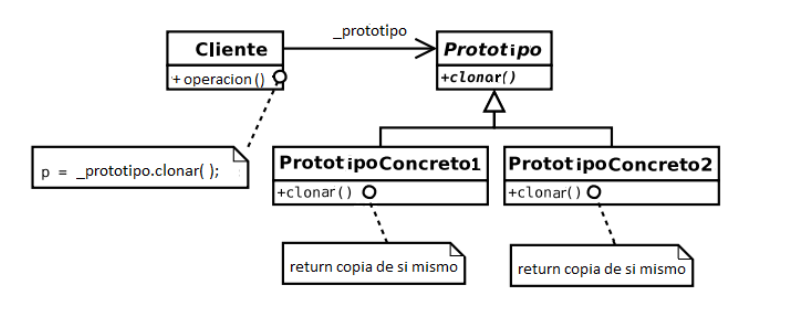 _prototipo
Cliente
+ operacion ()
Prototipo
+clonar()
p = _prototipo.clonar( );
PrototipoConcreto1
+clonar()
PrototipoConcreto2
+clonar()
return copia de si mismo
return copia de si mismo